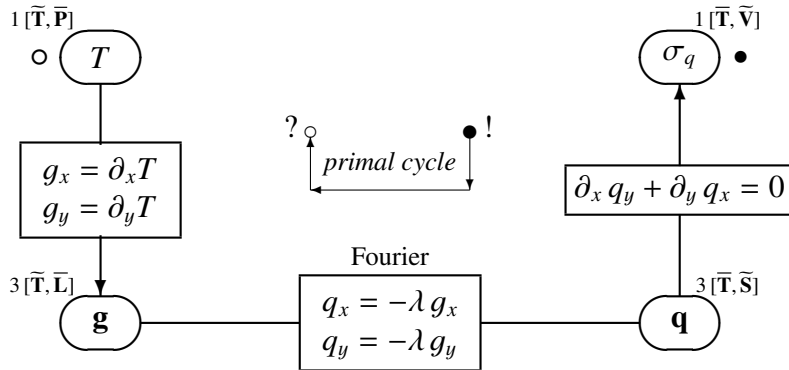 1 [T̃, P̄]
T
1 [T̄, Ṽ]
σ_q
? !
primal cycle
g_x = ∂_x T
g_y = ∂_y T
∂_x q_y + ∂_y q_x = 0
Fourier
3 [T̃, L̄]
g
q_x = −λ g_x
q_y = −λ g_y
3 [T̄, S̃]
q